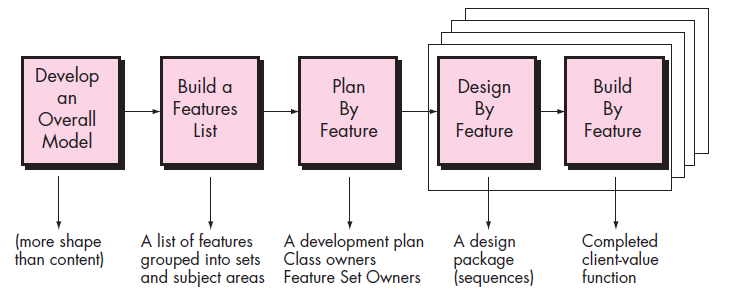 Develop
an
Overall
Model
Build a
Features
List
Plan
By
Feature
Design
By
Feature
Build
By
Feature
(more shape
than content)
A list of features
grouped into sets
and subject areas
A development plan
Class owners
Feature Set Owners
A design
package
(sequences)
Completed
client-value
function